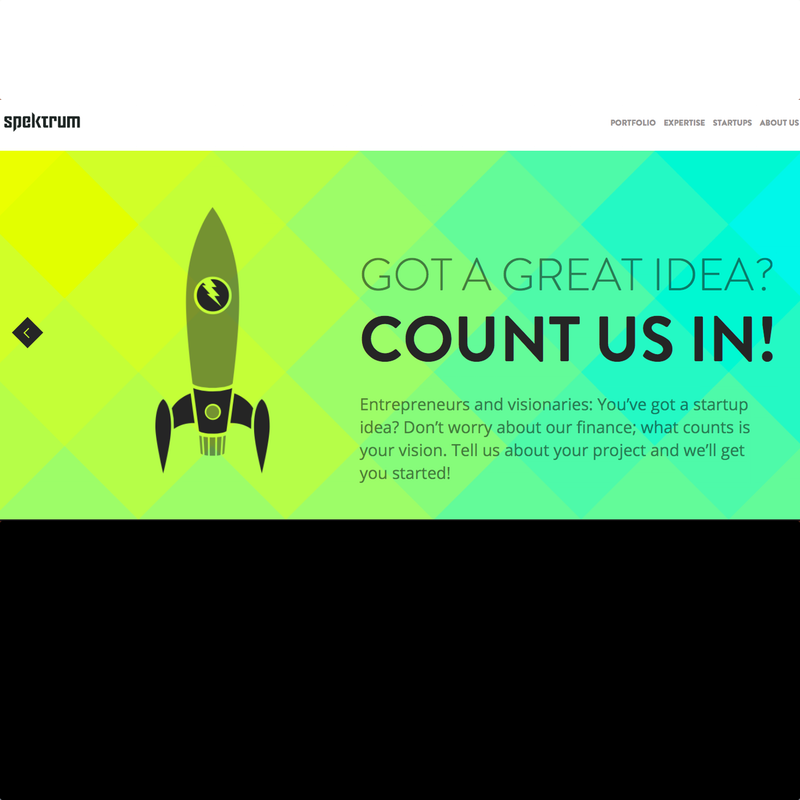 spektrum
PORTFOLIO EXPERTISE STARTUPS ABOUT US
GOT A GREAT IDEA?
COUNT US IN!
Entrepreneurs and visionaries: You’ve got a startup
idea? Don’t worry about our finance; what counts is
your vision. Tell us about your project and we’ll get
you started!